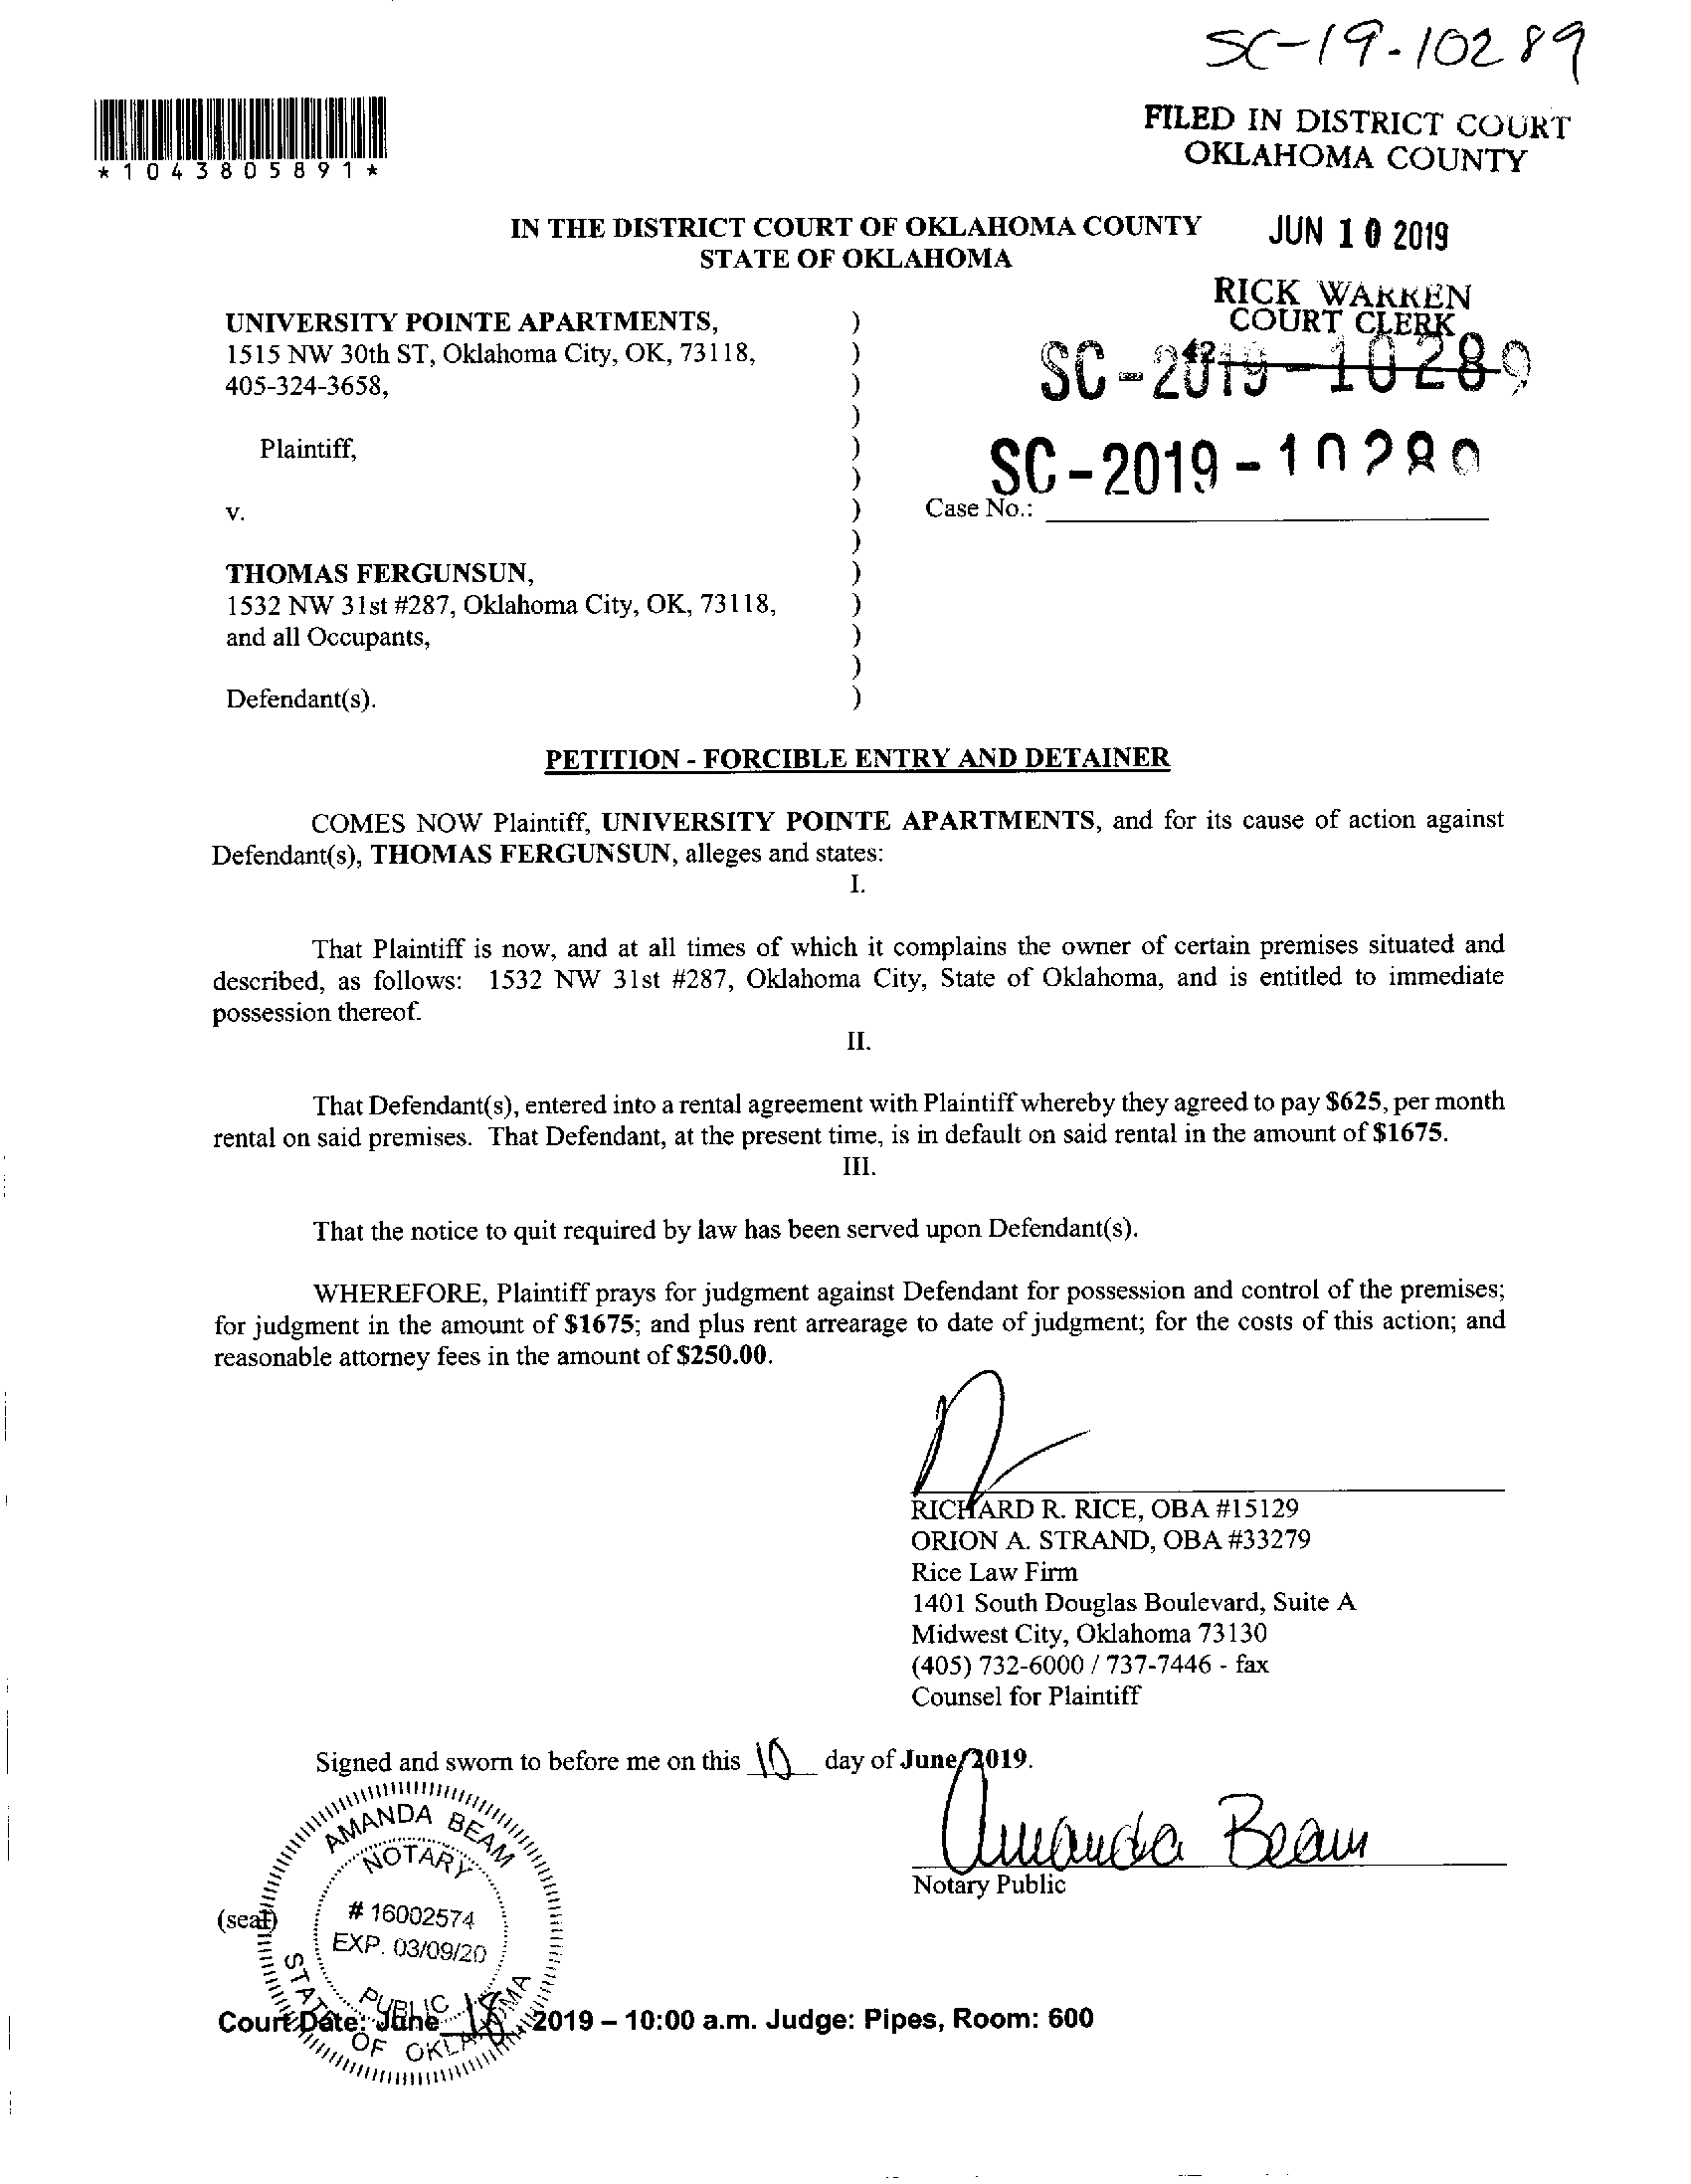 SC-19-10289
FILED IN DISTRICT COURT
OKLAHOMA COUNTY
*1043805891*
IN THE DISTRICT COURT OF OKLAHOMA COUNTY
STATE OF OKLAHOMA
JUN 10 2019
RICK WARREN
COURT CLERK
42
UNIVERSITY POINTE APARTMENTS, )
1515 NW 30th ST, Oklahoma City, OK, 73118, )
405-324-3658, )
SC-2019-10289
)
Plaintiff, )
SC-2019-10289
)
v. ) Case No.:
)
THOMAS FERGUNSUN, )
1532 NW 31st #287, Oklahoma City, OK, 73118, )
and all Occupants, )
)
Defendant(s). )
PETITION - FORCIBLE ENTRY AND DETAINER
COMES NOW Plaintiff, UNIVERSITY POINTE APARTMENTS, and for its cause of action against
Defendant(s), THOMAS FERGUNSUN, alleges and states:
I.
That Plaintiff is now, and at all times of which it complains the owner of certain premises situated and
described, as follows: 1532 NW 31st #287, Oklahoma City, State of Oklahoma, and is entitled to immediate
possession thereof.
II.
That Defendant(s), entered into a rental agreement with Plaintiff whereby they agreed to pay $625, per month
rental on said premises. That Defendant, at the present time, is in default on said rental in the amount of $1675.
III.
That the notice to quit required by law has been served upon Defendant(s).
WHEREFORE, Plaintiff prays for judgment against Defendant for possession and control of the premises;
for judgment in the amount of $1675; and plus rent arrearage to date of judgment; for the costs of this action; and
reasonable attorney fees in the amount of $250.00.
RICHARD R. RICE, OBA #15129
ORION A. STRAND, OBA #33279
Rice Law Firm
1401 South Douglas Boulevard, Suite A
Midwest City, Oklahoma 73130
(405) 732-6000 / 737-7446 - fax
Counsel for Plaintiff
Signed and sworn to before me on this 10 day of June, 2019.
Amanda Beam
Notary Public
(seal)
AMANDA BEAM
NOTARY
# 16002574
EXP. 03/09/20
PUBLIC
STATE OF OKLAHOMA
Court Date: June 18, 2019 – 10:00 a.m. Judge: Pipes, Room: 600